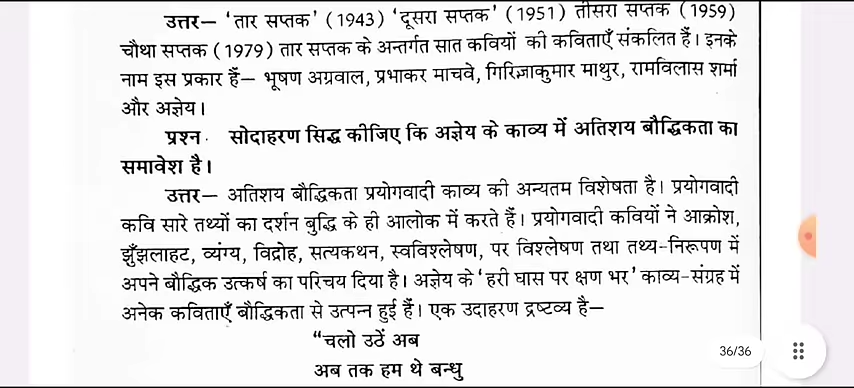 उत्तर— 'तार सप्तक' (1943) 'दूसरा सप्तक' (1951) तीसरा सप्तक (1959)
चौथा सप्तक (1979) तार सप्तक के अन्तर्गत सात कवियों की कविताएँ संकलित हैं। इनके
नाम इस प्रकार हैं— भूषण अग्रवाल, प्रभाकर माचवे, गिरिजाकुमार माथुर, रामविलास शर्मा
और अज्ञेय।
प्रश्न· सोदाहरण सिद्ध कीजिए कि अज्ञेय के काव्य में अतिशय बौद्धिकता का
समावेश है।
उत्तर— अतिशय बौद्धिकता प्रयोगवादी काव्य की अन्यतम विशेषता है। प्रयोगवादी
कवि सारे तथ्यों का दर्शन बुद्धि के ही आलोक में करते हैं। प्रयोगवादी कवियों ने आक्रोश,
झुँझलाहट, व्यंग्य, विद्रोह, सत्यकथन, स्वविश्लेषण, पर विश्लेषण तथा तथ्य-निरूपण में
अपने बौद्धिक उत्कर्ष का परिचय दिया है। अज्ञेय के 'हरी घास पर क्षण भर' काव्य-संग्रह में
अनेक कविताएँ बौद्धिकता से उत्पन्न हुई हैं। एक उदाहरण द्रष्टव्य है—
"चलो उठें अब
36/36
अब तक हम थे बन्धु